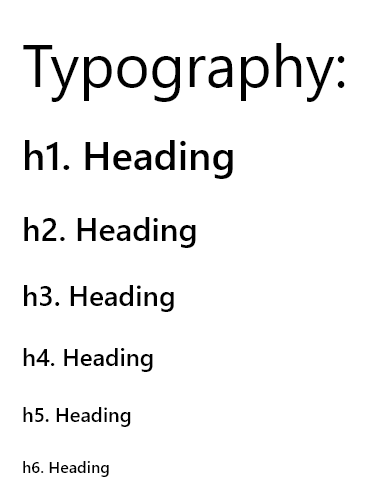 Typography:
h1. Heading
h2. Heading
h3. Heading
h4. Heading
h5. Heading
h6. Heading